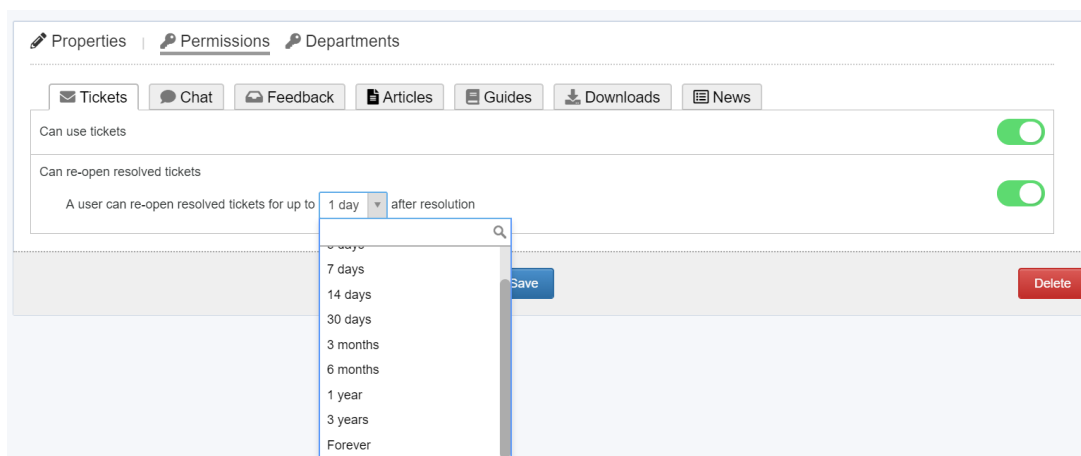 Properties | Permissions Departments
Tickets Chat Feedback Articles Guides Downloads News
Can use tickets
Can re-open resolved tickets
A user can re-open resolved tickets for up to 1 day after resolution
days
7 days
Save
Delete
14 days
30 days
3 months
6 months
1 year
3 years
Forever